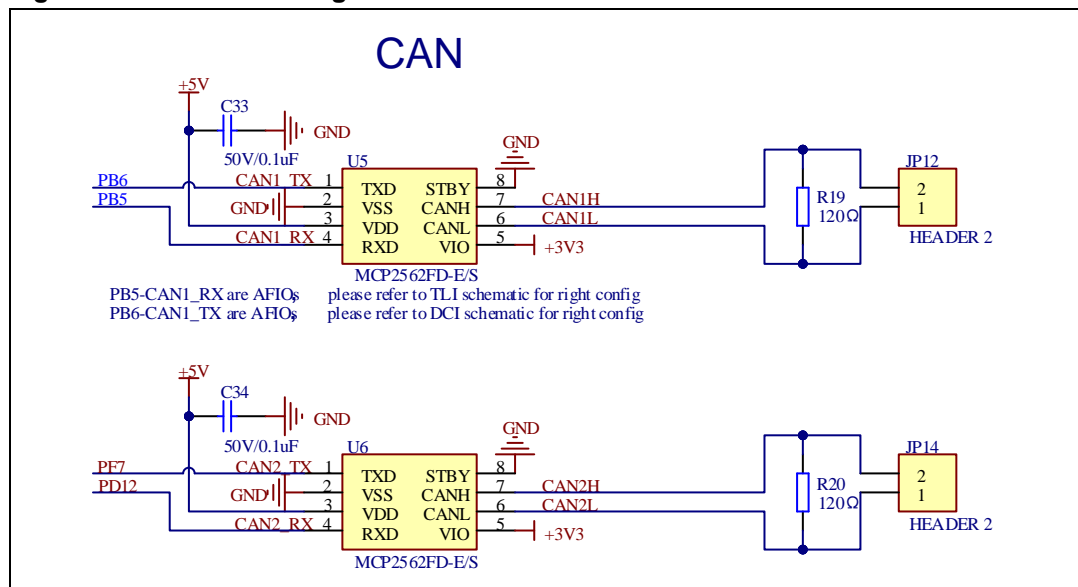 CAN
+5V
C33
GND
50V/0.1uF
U5
GND
JP12
PB6
CAN1_TX
1
TXD
STBY
8
PB5
GND
2
VSS
CANH
7
CAN1H
R19
2
3
VDD
CANL
6
CAN1L
120Ω
1
CAN1_RX
4
RXD
VIO
5
+3V3
HEADER 2
MCP2562FD-E/S
PB5-CAN1_RX are AFIOs, please refer to TLI schematic for right config
PB6-CAN1_TX are AFIOs, please refer to DCI schematic for right config
+5V
C34
GND
50V/0.1uF
U6
GND
JP14
PF7
CAN2_TX
1
TXD
STBY
8
PD12
GND
2
VSS
CANH
7
CAN2H
R20
2
3
VDD
CANL
6
CAN2L
120Ω
1
CAN2_RX
4
RXD
VIO
5
+3V3
HEADER 2
MCP2562FD-E/S